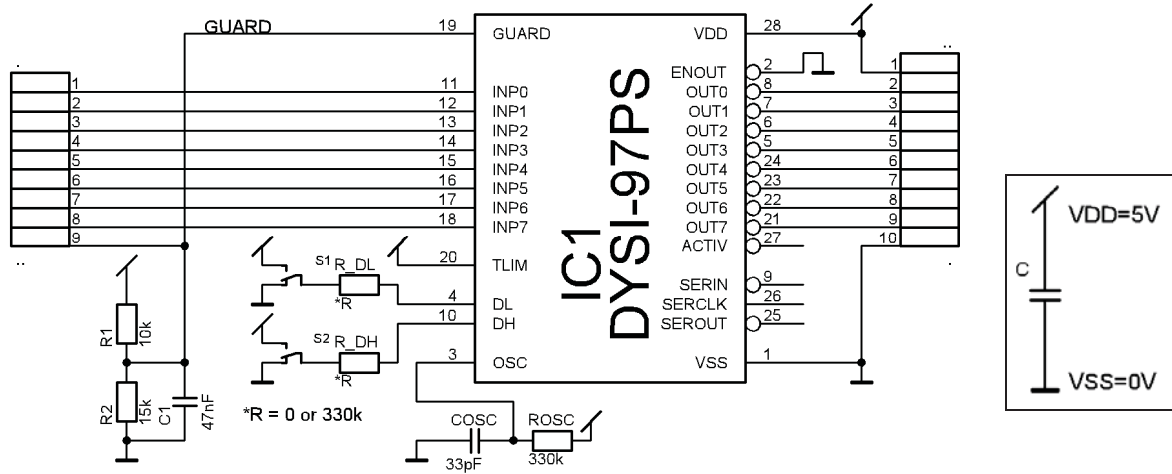 GUARD 19 GUARD VDD 28
ENOUT 2
1 11 INP0 OUT0 8 2
2 12 INP1 OUT1 7 3
3 13 INP2 OUT2 6 4
4 14 INP3 OUT3 5 5
5 15 INP4 OUT4 24 6
6 16 INP5 OUT5 23 7
7 17 INP6 OUT6 22 8
8 18 INP7 OUT7 21 9
9 ACTIV 27 10
1
20 TLIM
S1 R_DL
*R
4 DL
10 DH
S2 R_DH
*R
3 OSC
SERIN 9
SERCLK 26
SEROUT 25
VSS 1
IC1
DYSI-97PS
R1
10k
R2
15k
C1
47nF
*R = 0 or 330k
COSC
33pF
ROSC
330k
VDD=5V
C
VSS=0V